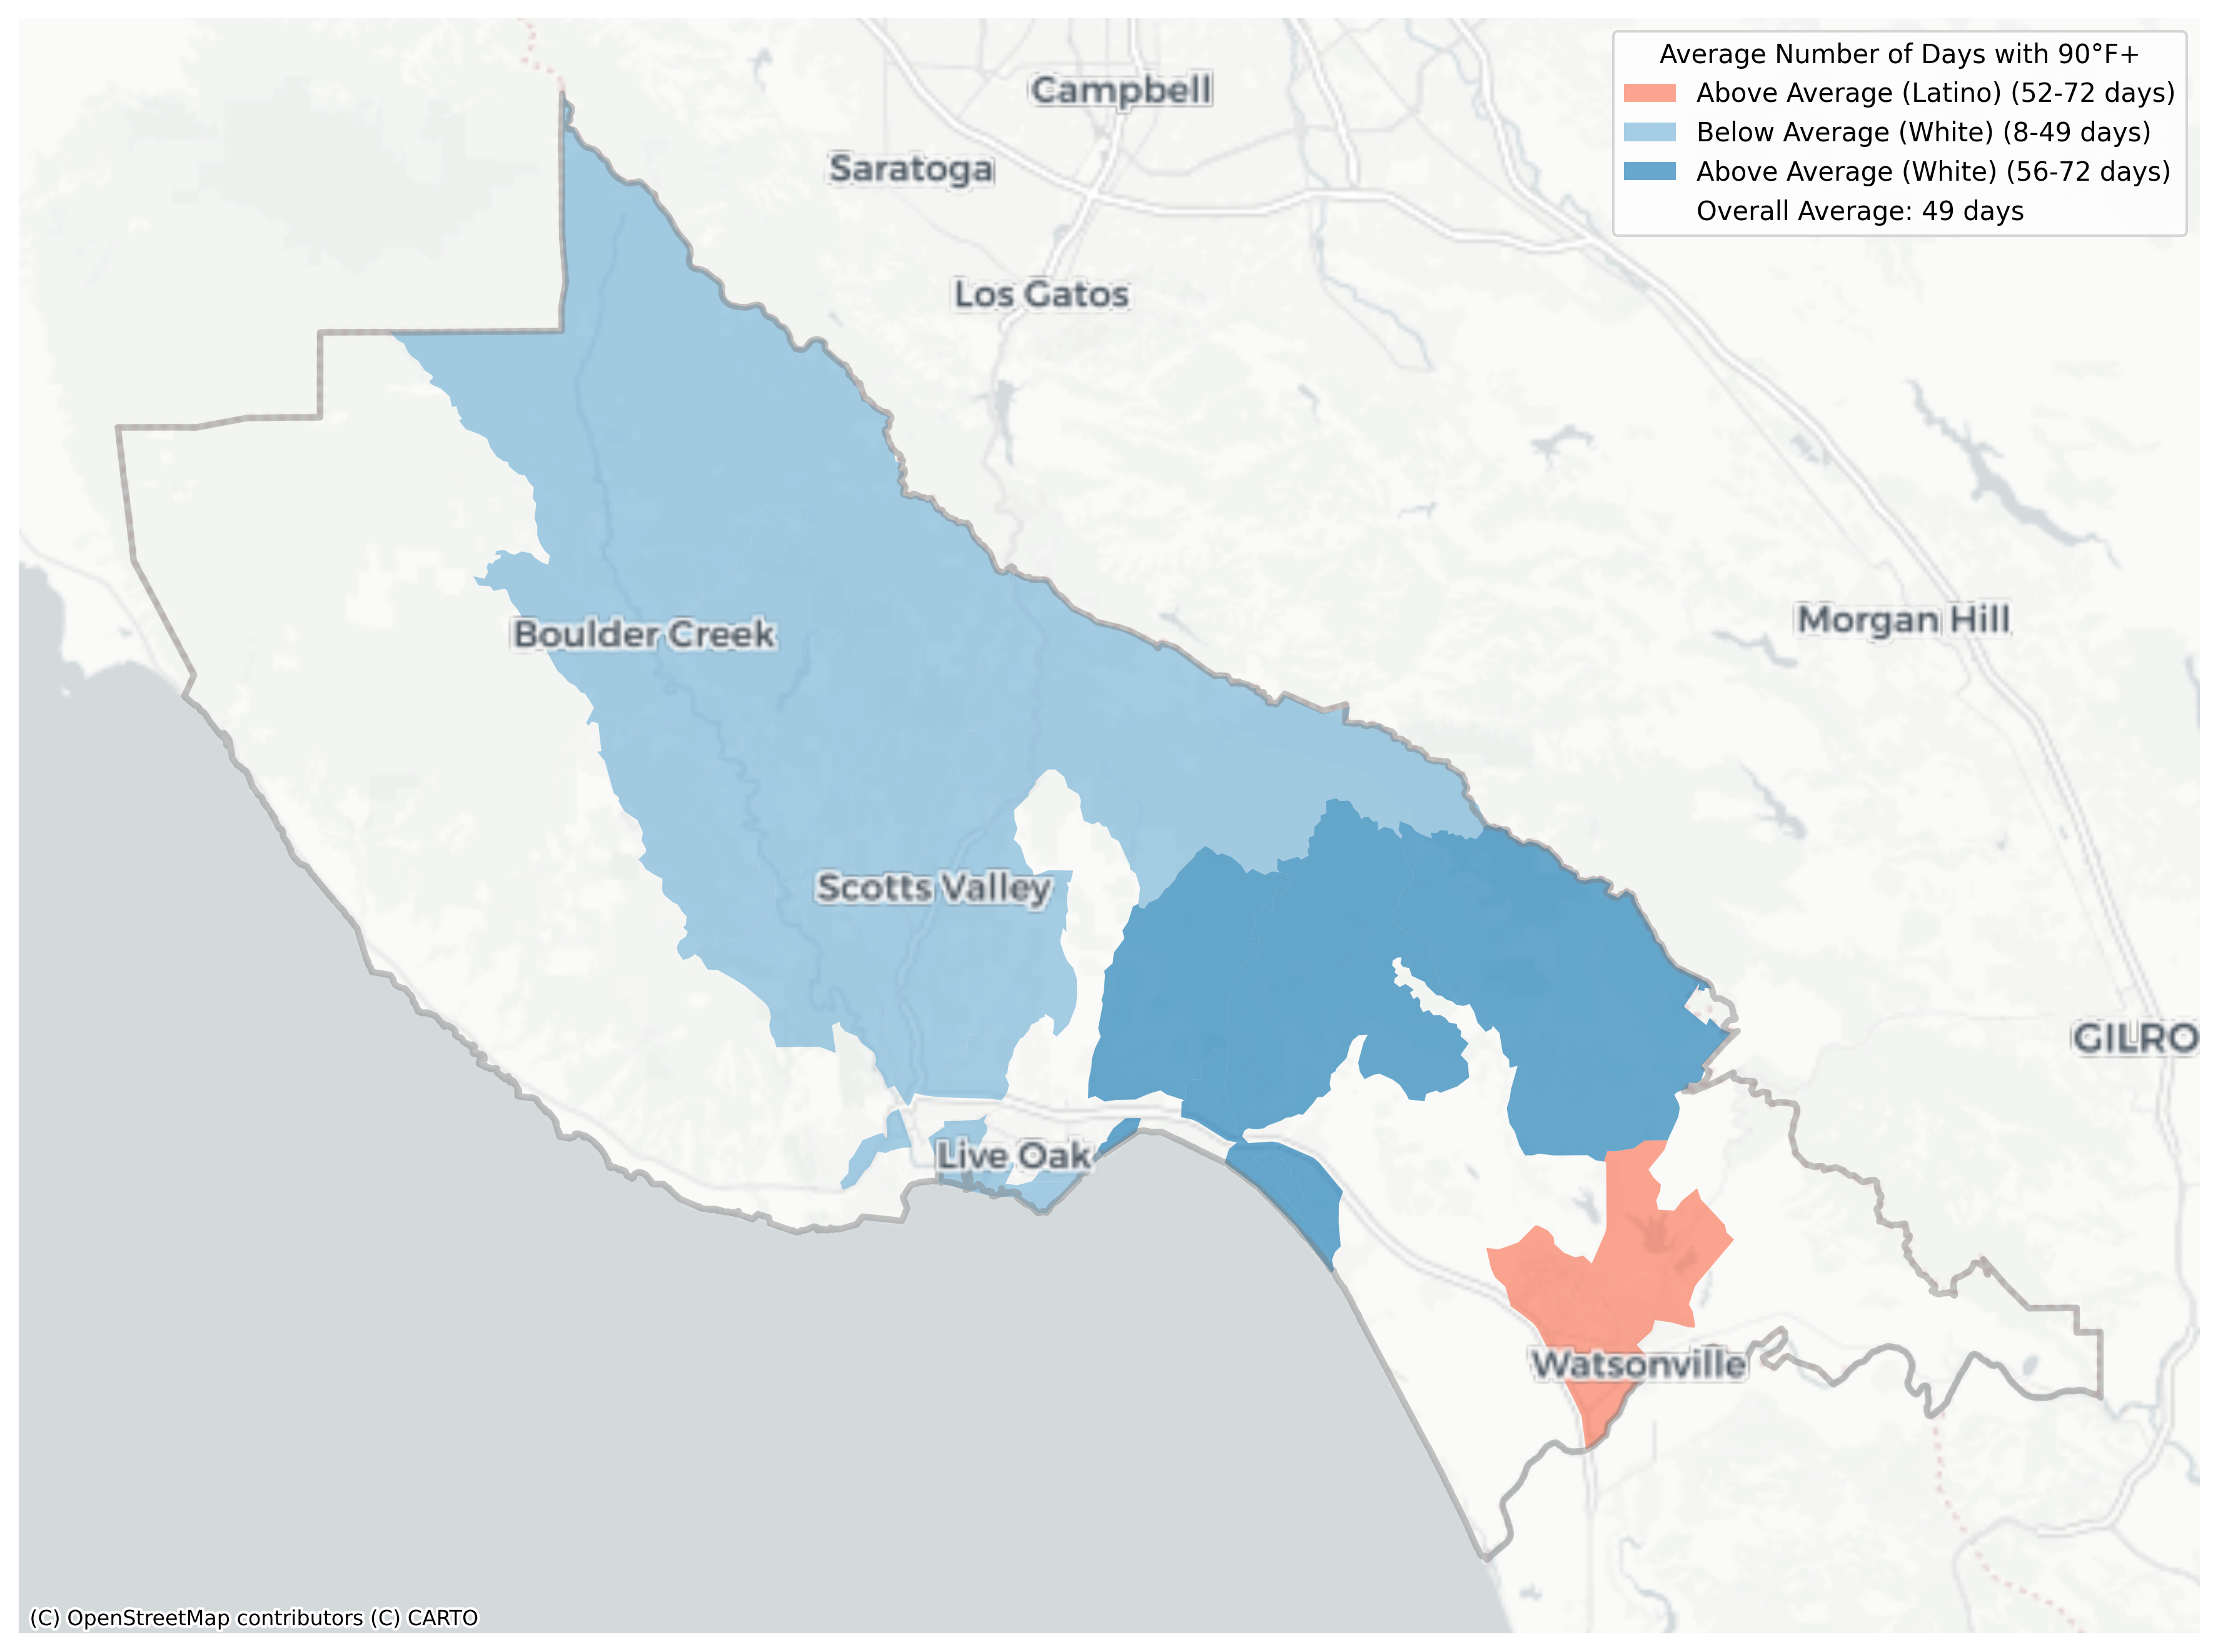 Average Number of Days with 90°F+
Above Average (Latino) (52-72 days)
Below Average (White) (8-49 days)
Above Average (White) (56-72 days)
Overall Average: 49 days
Campbell
Saratoga
Los Gatos
Morgan Hill
Boulder Creek
Scotts Valley
GILRO
Live Oak
Watsonville
(C) OpenStreetMap contributors (C) CARTO